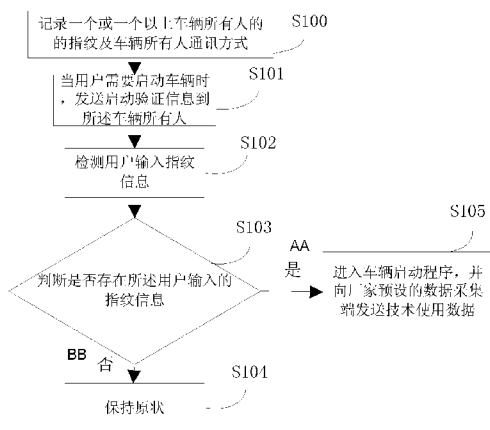 记录一个或一个以上车辆所有人的
的指纹及车辆所有人通讯方式
S100
当用户需要启动车辆时
，发送启动验证信息到
所述车辆所有人
S101
检测用户输入指纹
信息
S102
判断是否存在所述用户输入的
指纹信息
S103
AA
是
S105
进入车辆启动程序，并
向厂家预设的数据采集
端发送技术使用数据
BB
否
保持原状
S104